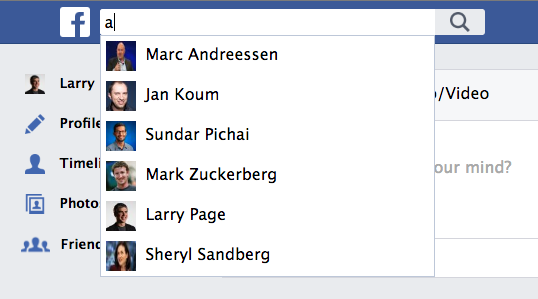 f
a
Marc Andreessen
Larry
Jan Koum
o/Video
Profile
Sundar Pichai
Timeli
Mark Zuckerberg
our mind?
Photo
Larry Page
Friend
Sheryl Sandberg